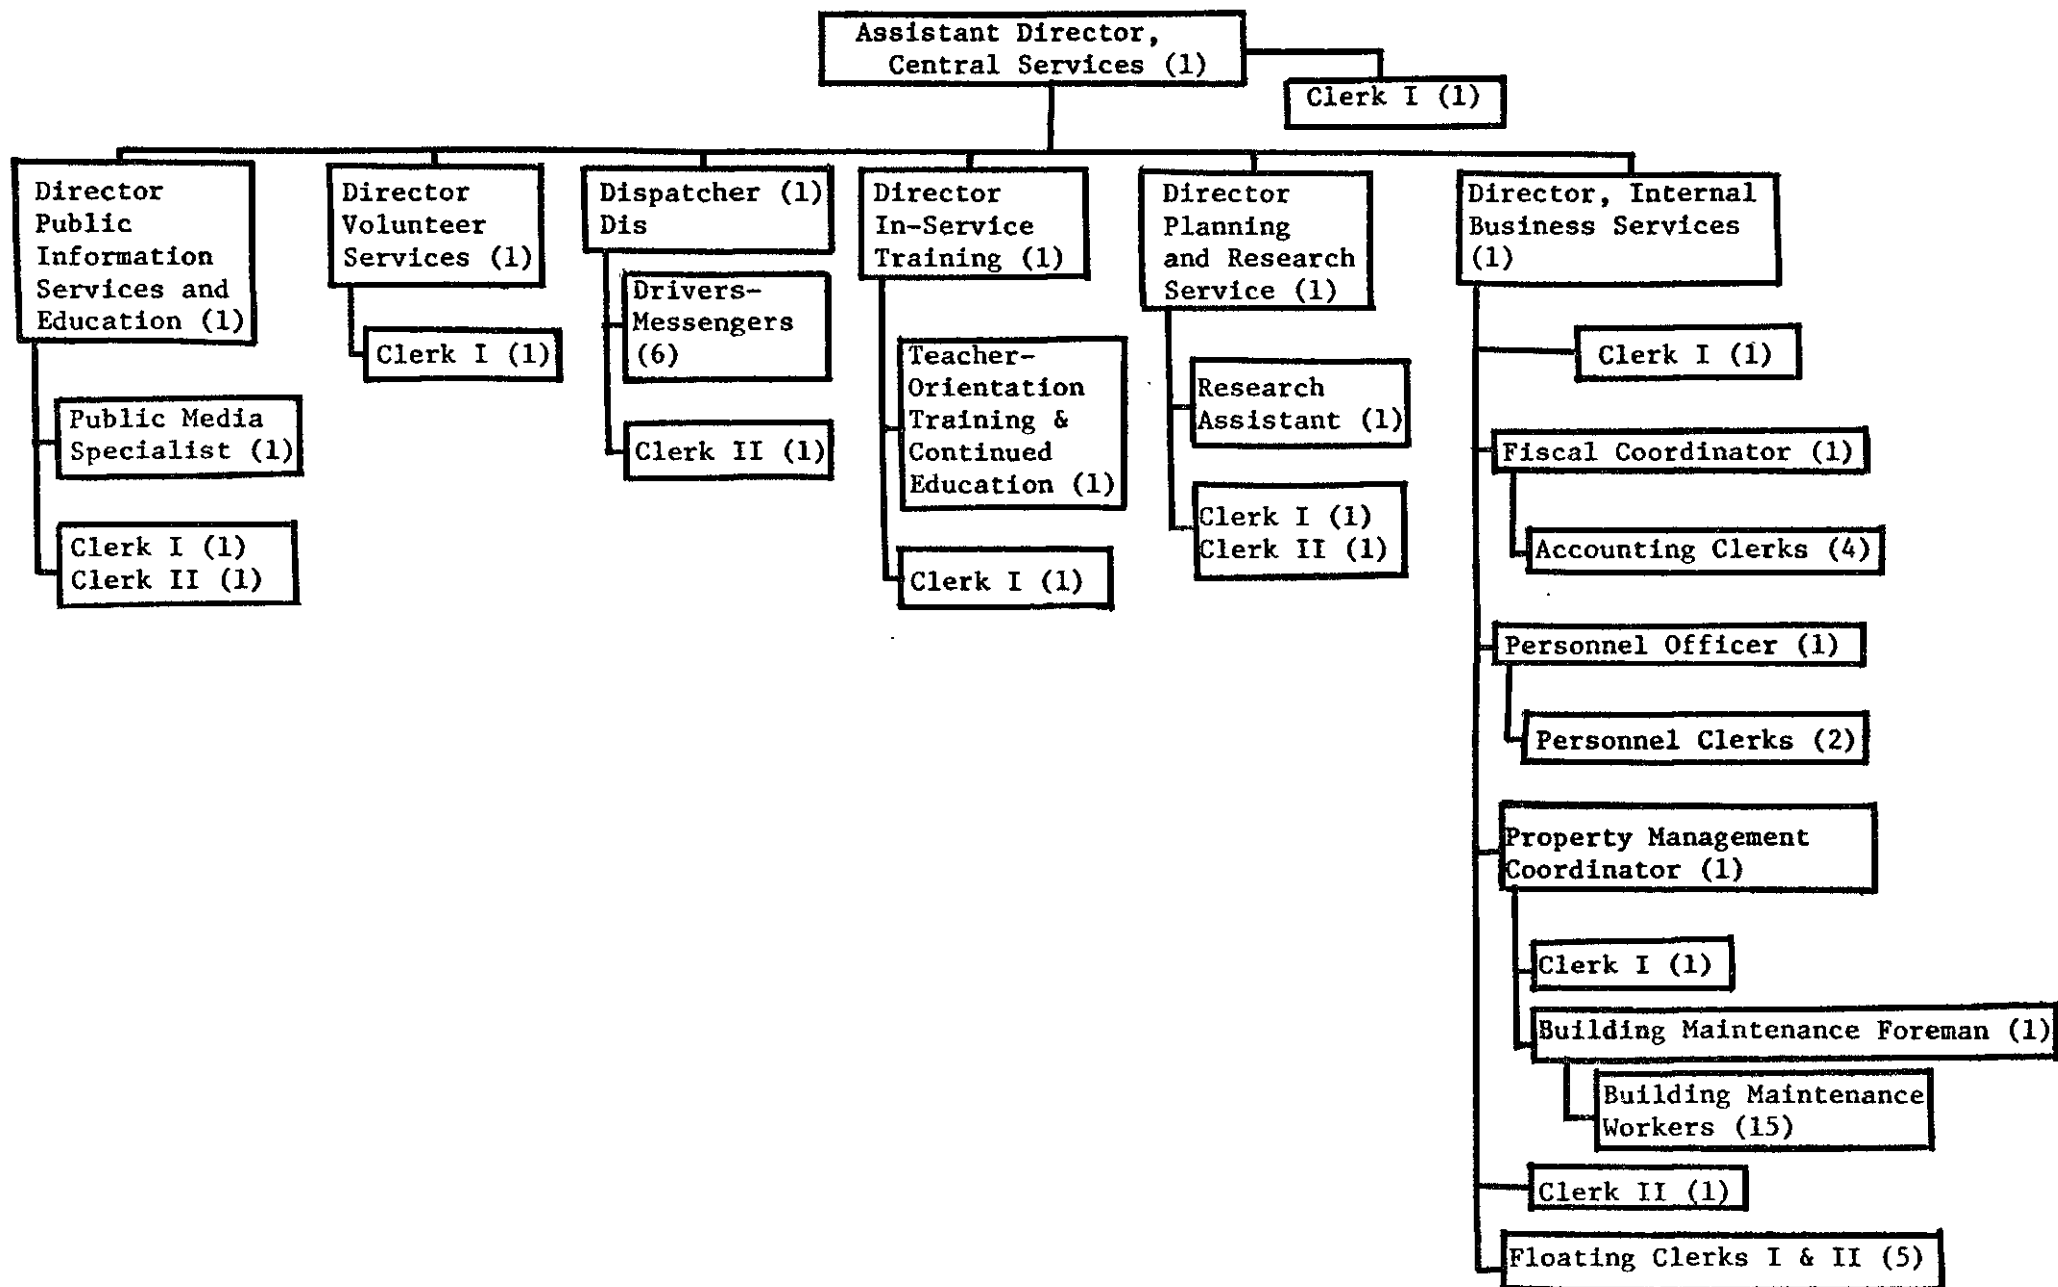 Assistant Director,
Central Services (1)
Clerk I (1)
Director
Public
Information
Services and
Education (1)
Public Media
Specialist (1)
Clerk I (1)
Clerk II (1)
Director
Volunteer
Services (1)
Clerk I (1)
Dispatcher (1)
Dis
Drivers-
Messengers
(6)
Clerk II (1)
Director
In-Service
Training (1)
Teacher-
Orientation
Training &
Continued
Education (1)
Clerk I (1)
Director
Planning
and Research
Service (1)
Research
Assistant (1)
Clerk I (1)
Clerk II (1)
Director, Internal
Business Services
(1)
Clerk I (1)
Fiscal Coordinator (1)
Accounting Clerks (4)
Personnel Officer (1)
Personnel Clerks (2)
Property Management
Coordinator (1)
Clerk I (1)
Building Maintenance Foreman (1)
Building Maintenance
Workers (15)
Clerk II (1)
Floating Clerks I & II (5)